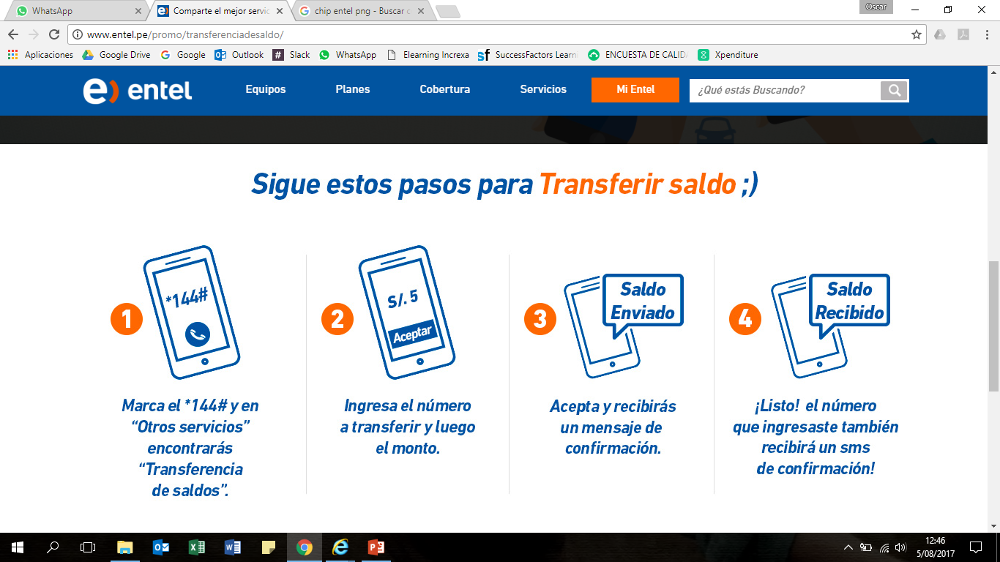 WhatsApp
Comparte el mejor servic
chip entel png - Buscar c
Oscar
www.entel.pe/promo/transferenciadesaldo/
Aplicaciones Google Drive Google Outlook Slack WhatsApp Elearning Increxa SuccessFactors Learn ENCUESTA DE CALIDA Xpenditure
e) entel Equipos Planes Cobertura Servicios Mi Entel ¿Qué estás Buscando?
Sigue estos pasos para Transferir saldo ;)
1
*144#
Marca el *144# y en
“Otros servicios”
encontrarás
“Transferencia
de saldos”.
2
S/. 5
Aceptar
Ingresa el número
a transferir y luego
el monto.
3
Saldo
Enviado
Acepta y recibirás
un mensaje de
confirmación.
4
Saldo
Recibido
¡Listo! el número
que ingresaste también
recibirá un sms
de confirmación!
12:46
5/08/2017